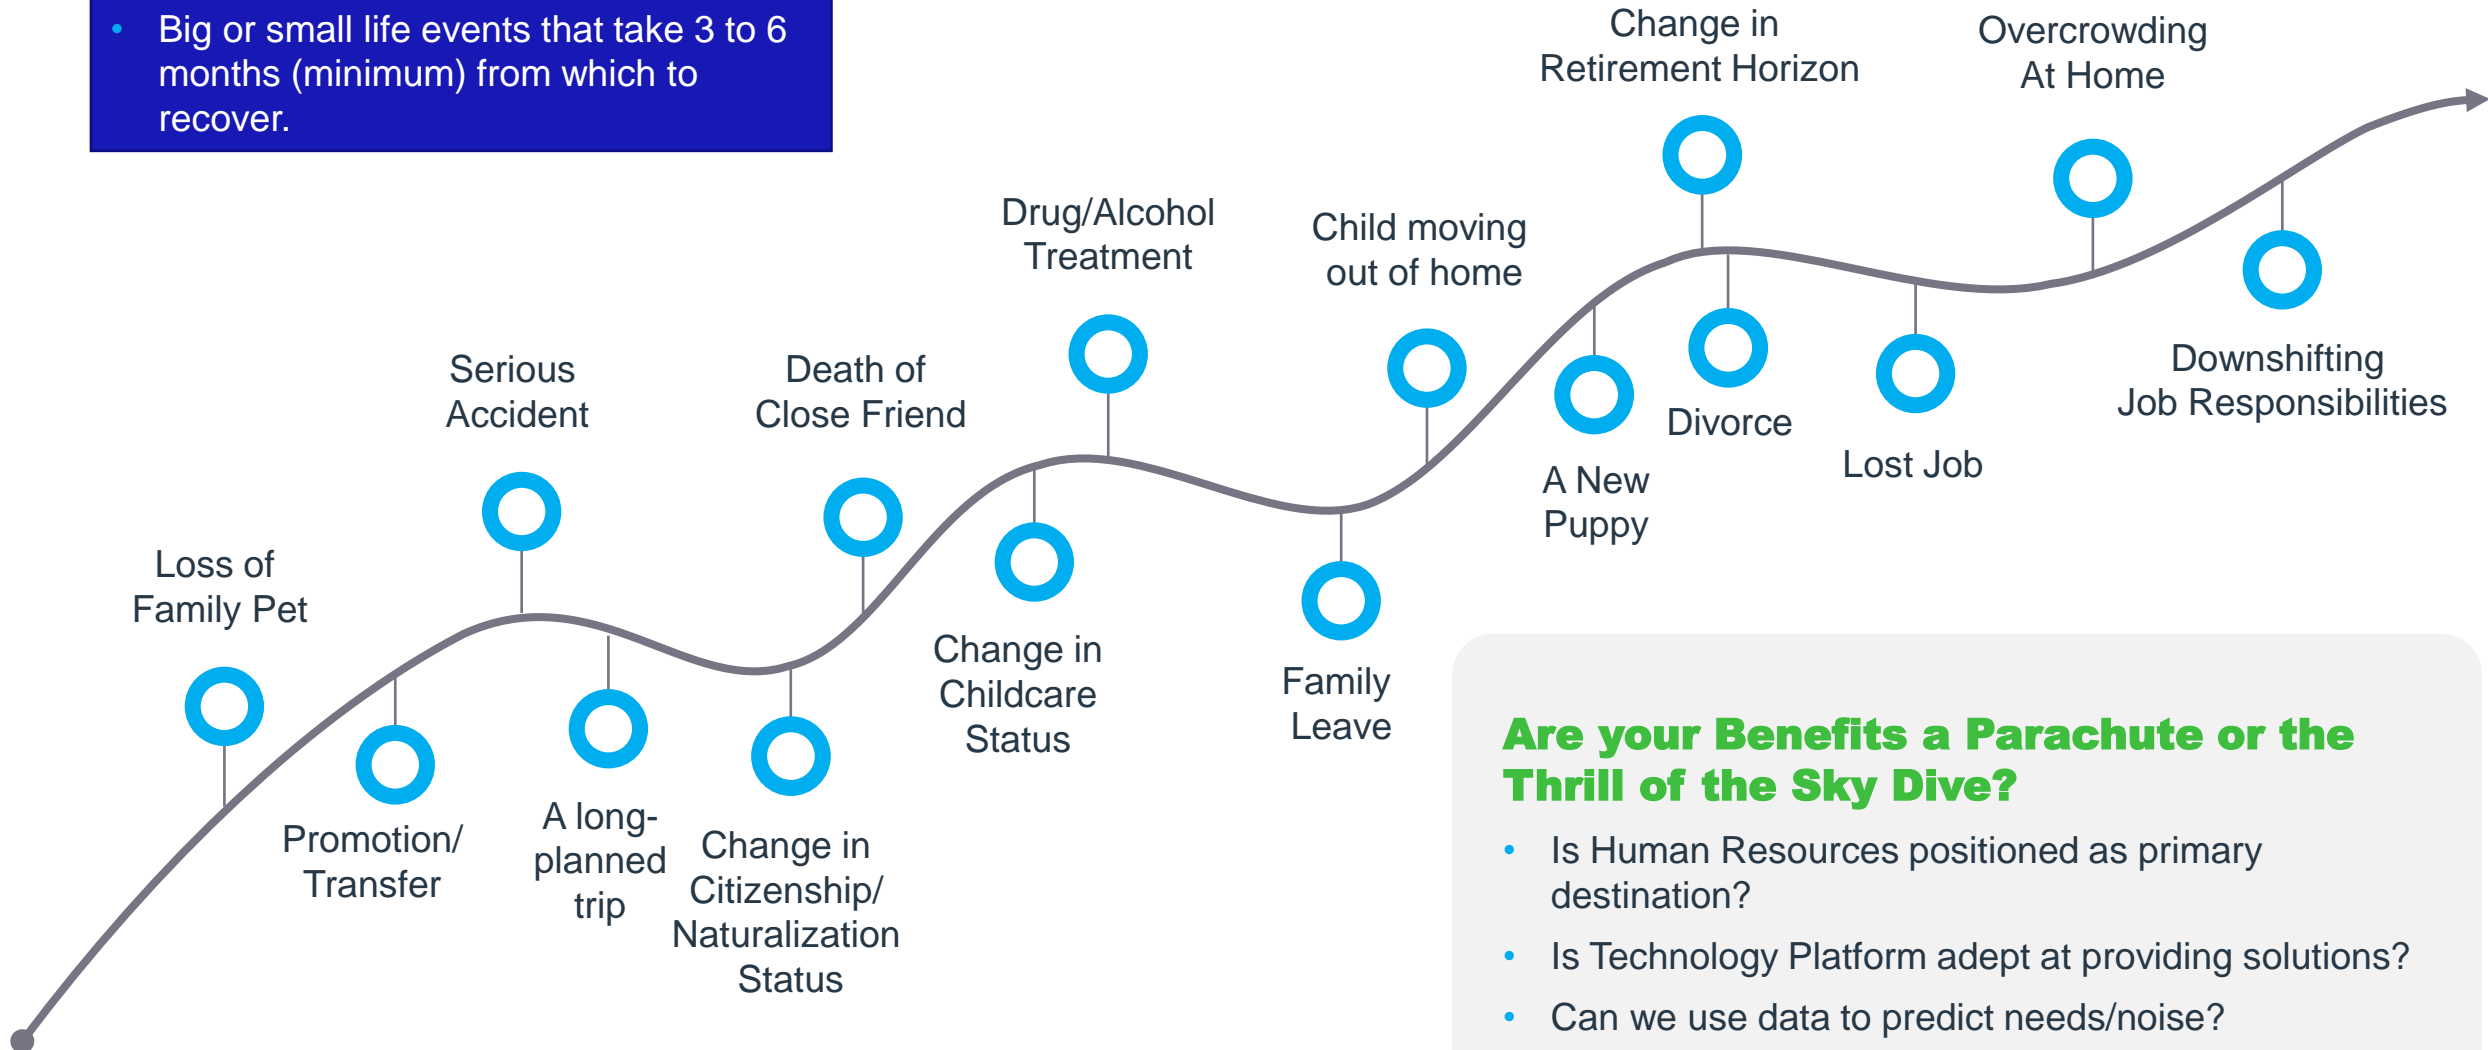 • Big or small life events that take 3 to 6
months (minimum) from which to
recover.
Change in
Retirement Horizon
Overcrowding
At Home
Drug/Alcohol
Treatment
Child moving
out of home
Serious
Accident
Death of
Close Friend
Downshifting
Job Responsibilities
Divorce
Lost Job
A New
Puppy
Loss of
Family Pet
Change in
Childcare
Status
Family
Leave
Promotion/
Transfer
A long-
planned
trip
Change in
Citizenship/
Naturalization
Status
Are your Benefits a Parachute or the
Thrill of the Sky Dive?
• Is Human Resources positioned as primary
destination?
• Is Technology Platform adept at providing solutions?
• Can we use data to predict needs/noise?